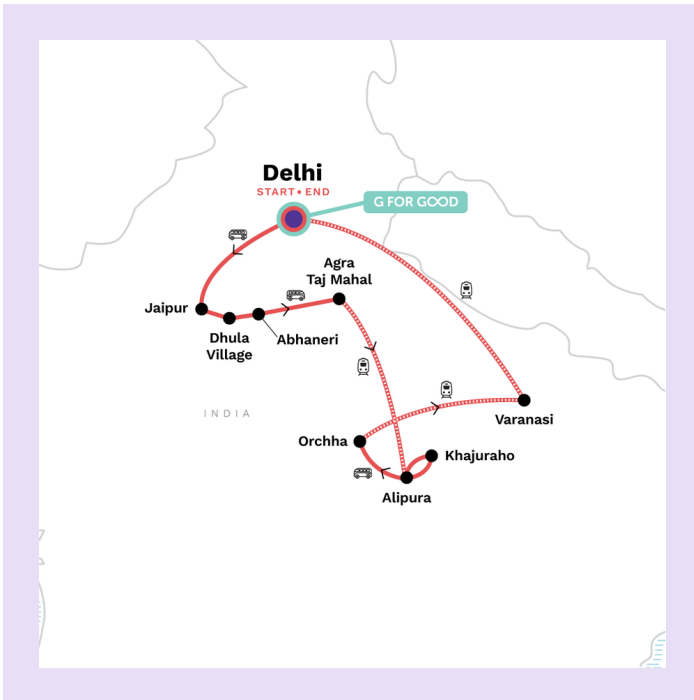 Delhi
START • END
G FOR GOOD
Agra
Taj Mahal
Jaipur
Dhula
Village
Abhaneri
INDIA
Varanasi
Orchha
Khajuraho
Alipura